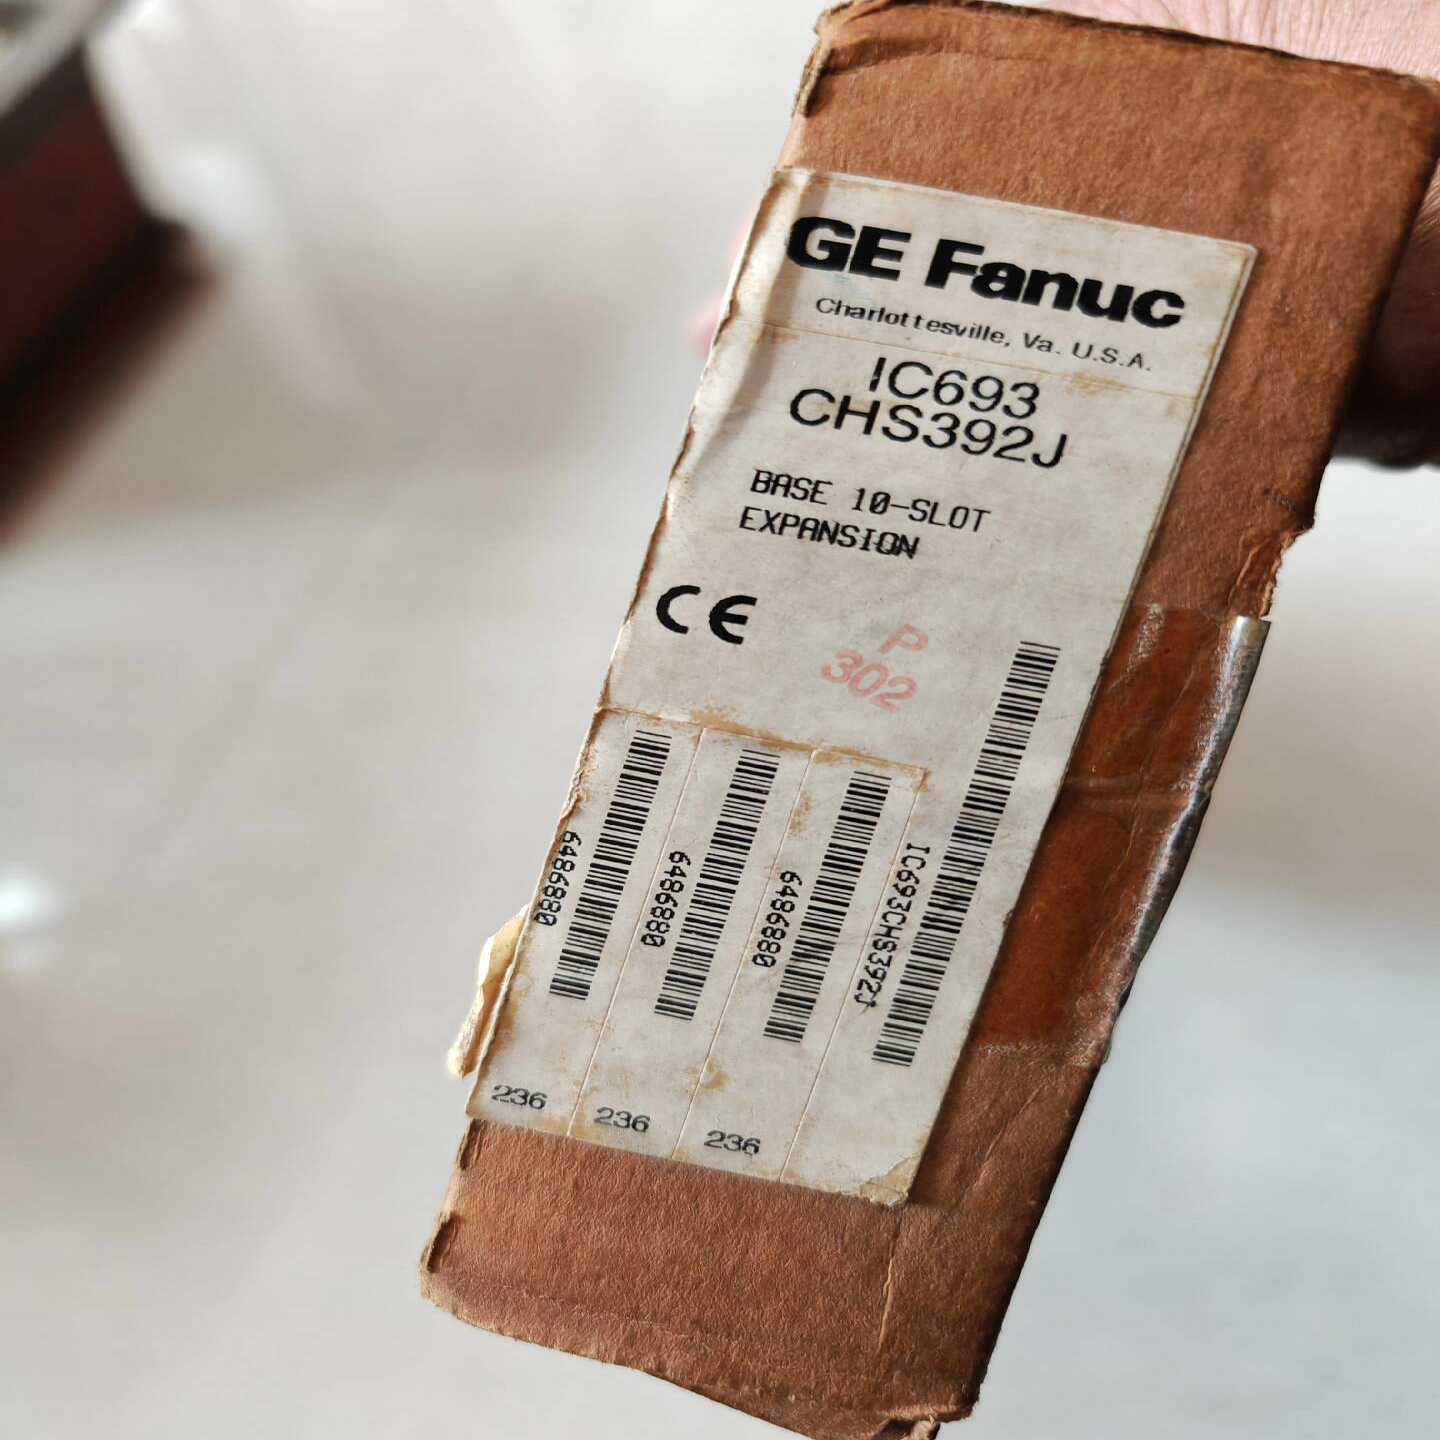 GE Fanuc
Charlottesville, Va. U.S.A.
IC693
CHS392J
BASE 10-SLOT
EXPANSION
CE
P
302
6486880
6486880
6486880
IC693CHS392J
236
236
236